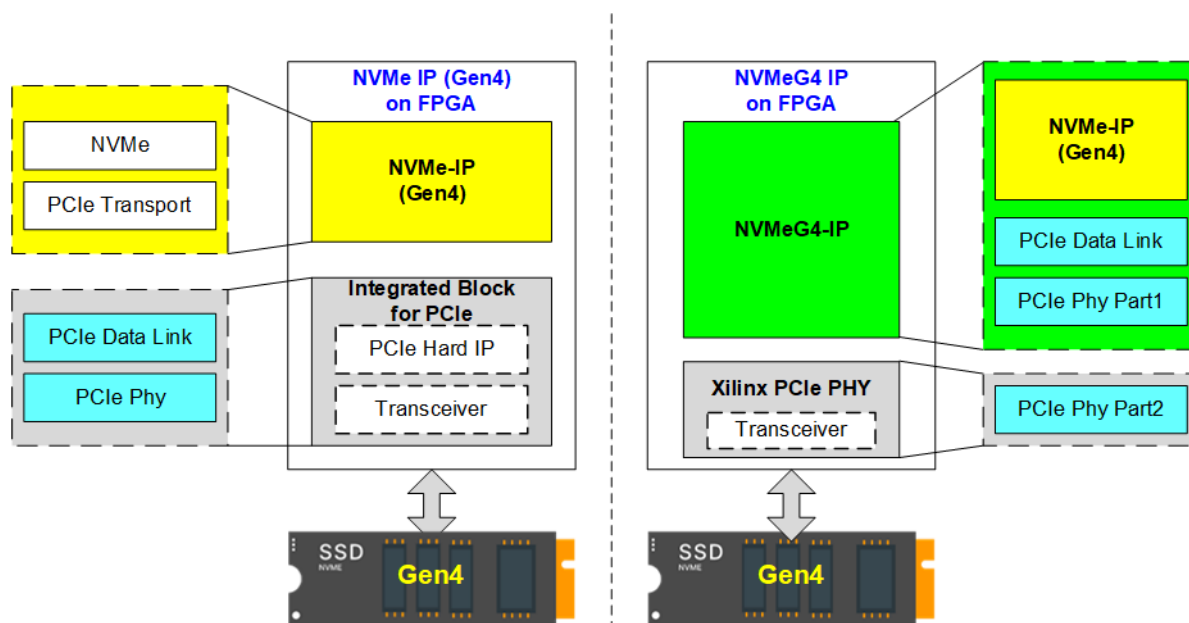 NVMe IP (Gen4)
on FPGA
NVMe
PCIe Transport
NVMe-IP
(Gen4)
Integrated Block
for PCIe
PCIe Data Link
PCIe Phy
PCIe Hard IP
Transceiver
SSD
NVME
Gen4
NVMeG4 IP
on FPGA
NVMeG4-IP
NVMe-IP
(Gen4)
PCIe Data Link
PCIe Phy Part1
Xilinx PCIe PHY
Transceiver
PCIe Phy Part2
SSD
NVME
Gen4